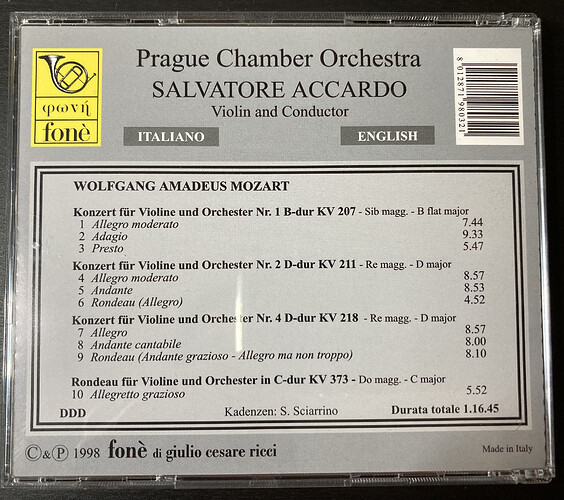 Prague Chamber Orchestra
SALVATORE ACCARDO
Violin and Conductor
φωνή
fonè
ITALIANO
ENGLISH
8 012871 980321
WOLFGANG AMADEUS MOZART
Konzert für Violine und Orchester Nr. 1 B-dur KV 207 - Sib magg. - B flat major
1 Allegro moderato 7.44
2 Adagio 9.33
3 Presto 5.47
Konzert für Violine und Orchester Nr. 2 D-dur KV 211 - Re magg. - D major
4 Allegro moderato 8.57
5 Andante 8.53
6 Rondeau (Allegro) 4.52
Konzert für Violine und Orchester Nr. 4 D-dur KV 218 - Re magg. - D major
7 Allegro 8.57
8 Andante cantabile 8.00
9 Rondeau (Andante grazioso - Allegro ma non troppo) 8.10
Rondeau für Violine und Orchester in C-dur KV 373 - Do magg. - C major
10 Allegretto grazioso 5.52
DDD Kadenzen: S. Sciarrino Durata totale 1.16.45
Ⓒ & Ⓟ 1998 fonè di giulio cesare ricci
Made in Italy